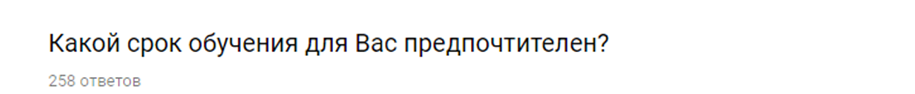 Какой срок обучения для Вас предпочтителен?
258 ответов